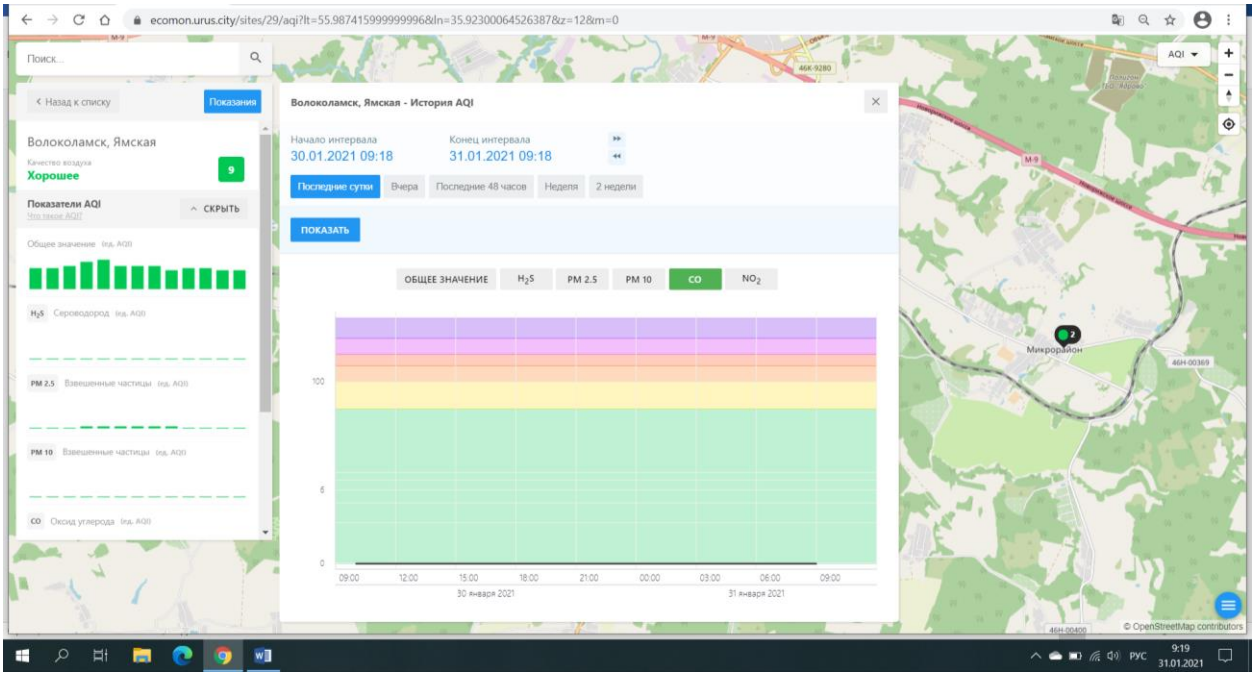 ecomon.urus.city/sites/29/aqi?lt=55.987415999999996&ln=35.92300064526387&z=12&m=0
М-9
М-9
46К-9280
Поиск...
AQI
Назад к списку
Показания
Волоколамск, Ямская - История AQI
Волоколамск, Ямская
Качество воздуха
Хорошее
9
Начало интервала
Конец интервала
30.01.2021 09:18
31.01.2021 09:18
Последние сутки
Вчера
Последние 48 часов
Неделя
2 недели
Показатели AQI
Что такое AQI?
СКРЫТЬ
ПОКАЗАТЬ
Общее значение (ед. AQI)
ОБЩЕЕ ЗНАЧЕНИЕ
H₂S
PM 2.5
PM 10
CO
NO₂
H₂S Сероводород (ед. AQI)
PM 2.5 Взвешенные частицы (ед. AQI)
PM 10 Взвешенные частицы (ед. AQI)
CO Оксид углерода (ед. AQI)
100
6
0
09:00 12:00 15:00 18:00 21:00 00:00 03:00 06:00 09:00
30 января 2021
31 января 2021
М-9
2
Микрорайон
46Н-00369
46Н-00400
© OpenStreetMap contributors
РУС
9:19
31.01.2021